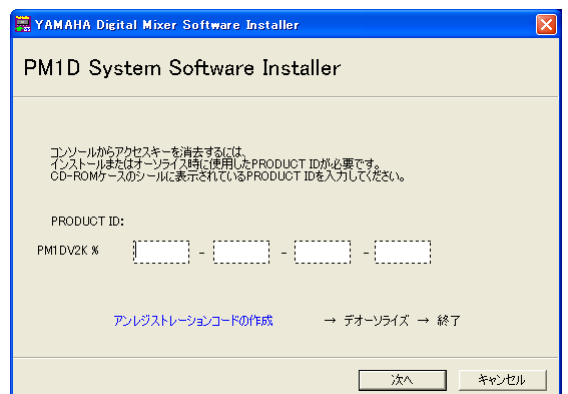 YAMAHA Digital Mixer Software Installer
PM1D System Software Installer
コンソールからアクセスキーを消去するには、
インストールまたはオーソライズ時に使用したPRODUCT IDが必要です。
CD-ROMケースのシールに表示されているPRODUCT IDを入力してください。
PRODUCT ID:
PM1DV2K % - - -
アンレジストレーションコードの作成 → デオーソライズ → 終了
次へ キャンセル